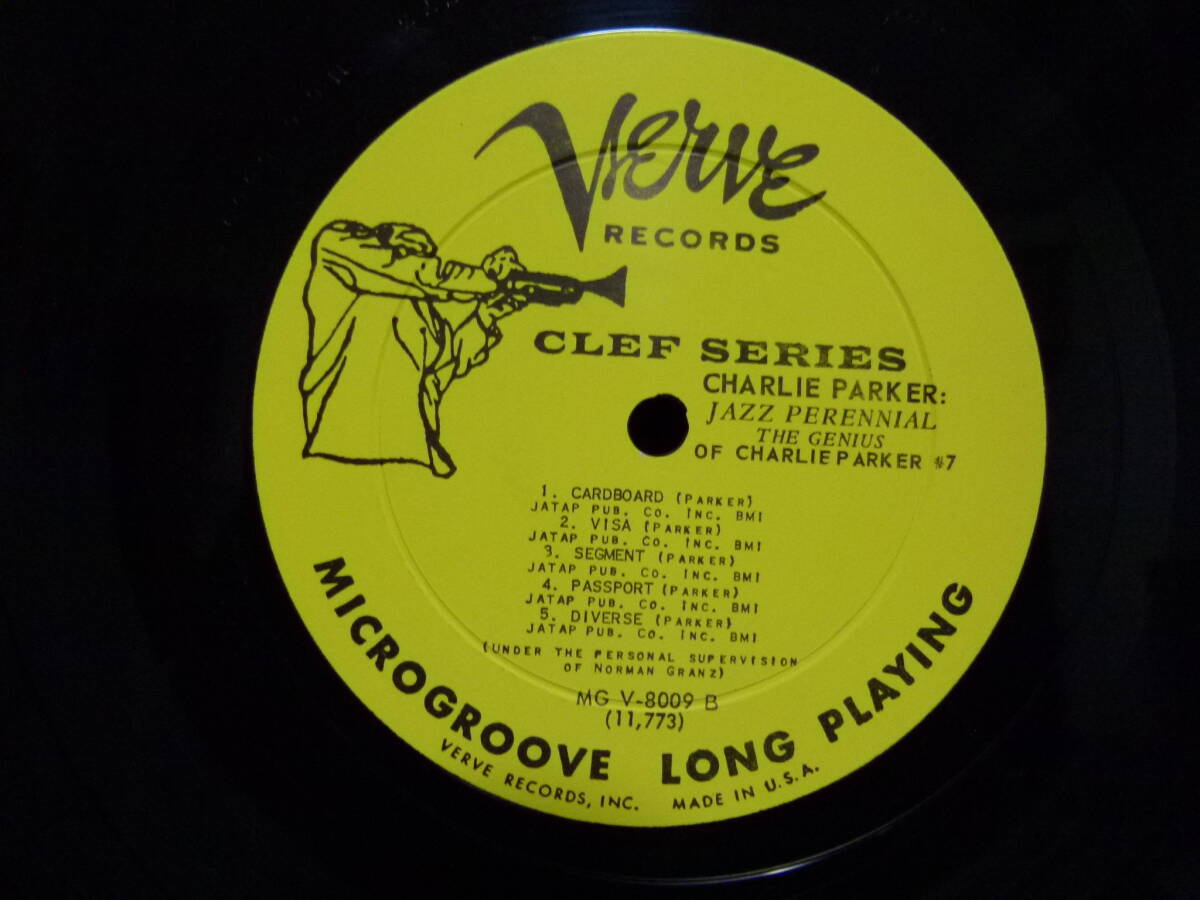 Verve
RECORDS
CLEF SERIES
CHARLIE PARKER:
JAZZ PERENNIAL
THE GENIUS
OF CHARLIE PARKER #7
1. CARDBOARD (PARKER)
JATAP PUB. CO. INC. BMI
2. VISA (PARKER)
JATAP PUB. CO. INC. BMI
3. SEGMENT (PARKER)
JATAP PUB. CO. INC. BMI
4. PASSPORT (PARKER)
JATAP PUB. CO. INC. BMI
5. DIVERSE (PARKER)
JATAP PUB. CO. INC. BMI
(UNDER THE PERSONAL SUPERVISION
OF NORMAN GRANZ)
MG V-8009 B
(11,773)
MICROGROOVE LONG PLAYING
VERVE RECORDS, INC. MADE IN U.S.A.